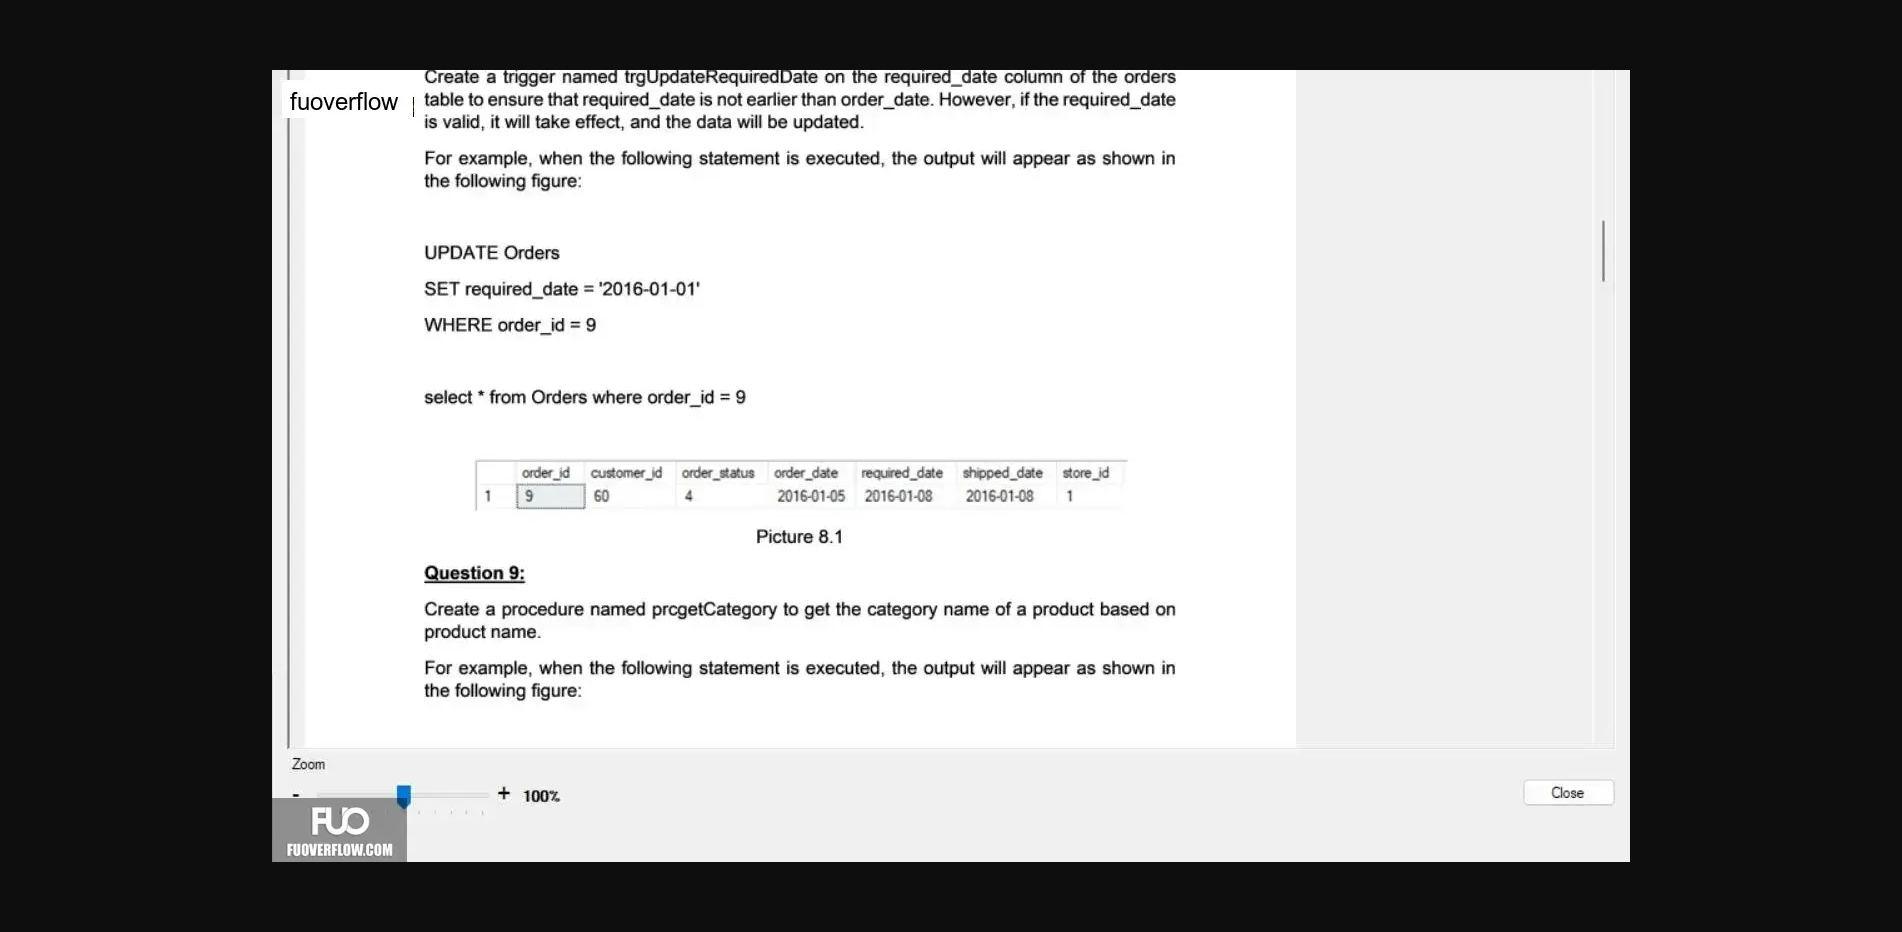 Create a trigger named trgUpdateRequiredDate on the required_date column of the orders
fuoverflow
table to ensure that required_date is not earlier than order_date. However, if the required_date
is valid, it will take effect, and the data will be updated.
For example, when the following statement is executed, the output will appear as shown in
the following figure:
UPDATE Orders
SET required_date = '2016-01-01'
WHERE order_id = 9
select * from Orders where order_id = 9
order_id customer_id order_status order_date required_date shipped_date store_id
1 9 60 4 2016-01-05 2016-01-08 2016-01-08 1
Picture 8.1
Question 9:
Create a procedure named prcgetCategory to get the category name of a product based on
product name.
For example, when the following statement is executed, the output will appear as shown in
the following figure:
Zoom
- + 100%
Close
FUO
FUOVERFLOW.COM